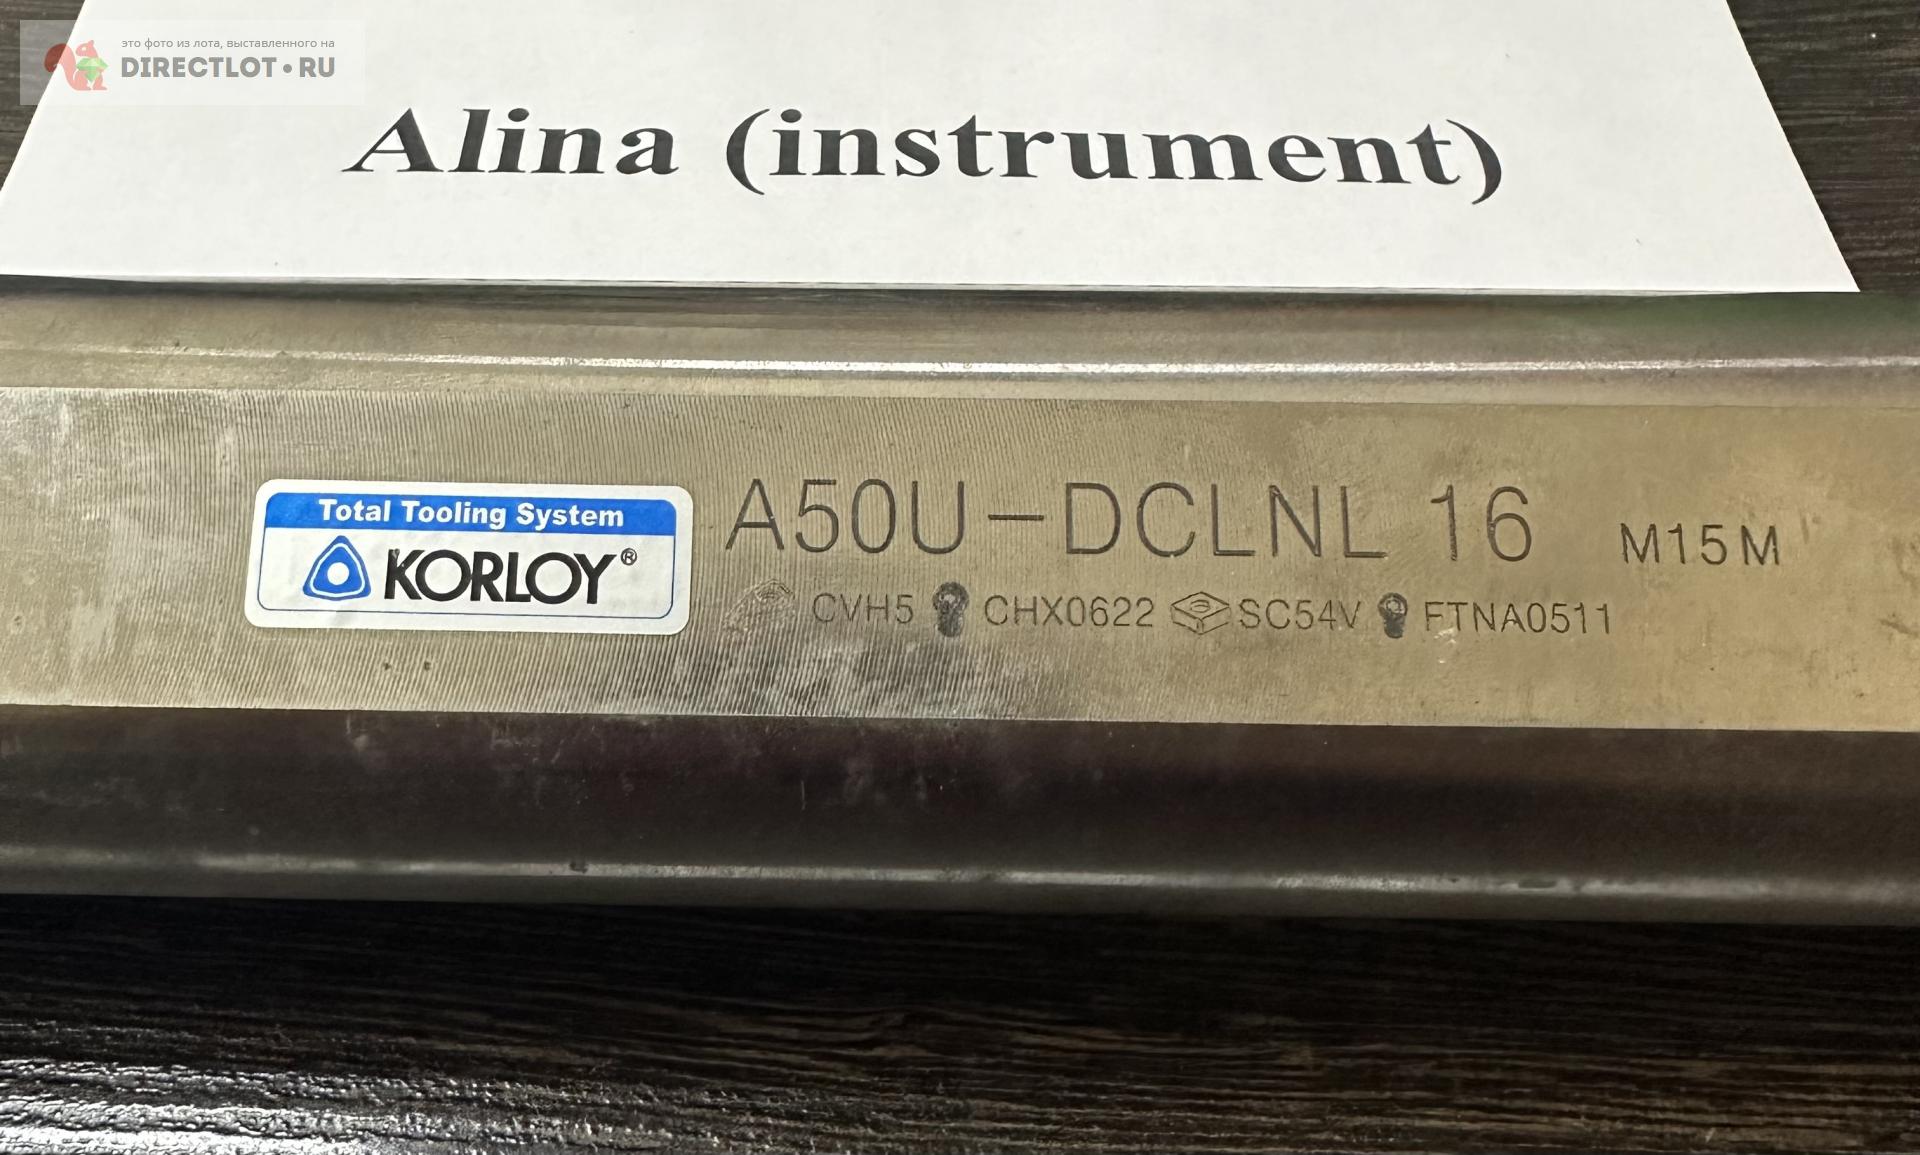 это фото из лота, выставленного на
DIRECTLOT•RU
Alina (instrument)
Total Tooling System
KORLOY®
A50U-DCLNL 16 M15M
CVH5 CHX0622 SC54V FTNA0511